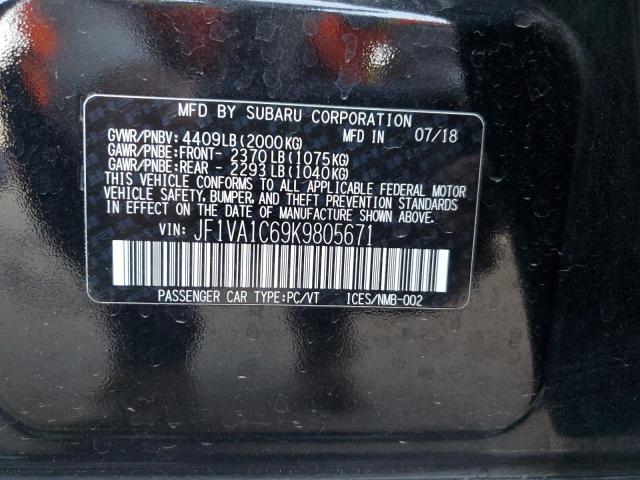 MFD BY SUBARU CORPORATION
GVWR/PNBV: 4409LB(2000KG) MFD IN 07/18
GAWR/PNBE:FRONT- 2370LB(1075KG)
GAWR/PNBE:REAR - 2293LB(1040KG)
THIS VEHICLE CONFORMS TO ALL APPLICABLE FEDERAL MOTOR
VEHICLE SAFETY, BUMPER, AND THEFT PREVENTION STANDARDS
IN EFFECT ON THE DATE OF MANUFACTURE SHOWN ABOVE.
VIN: JF1VA1C69K9805671
PASSENGER CAR TYPE:PC/VT ICES/NMB-002